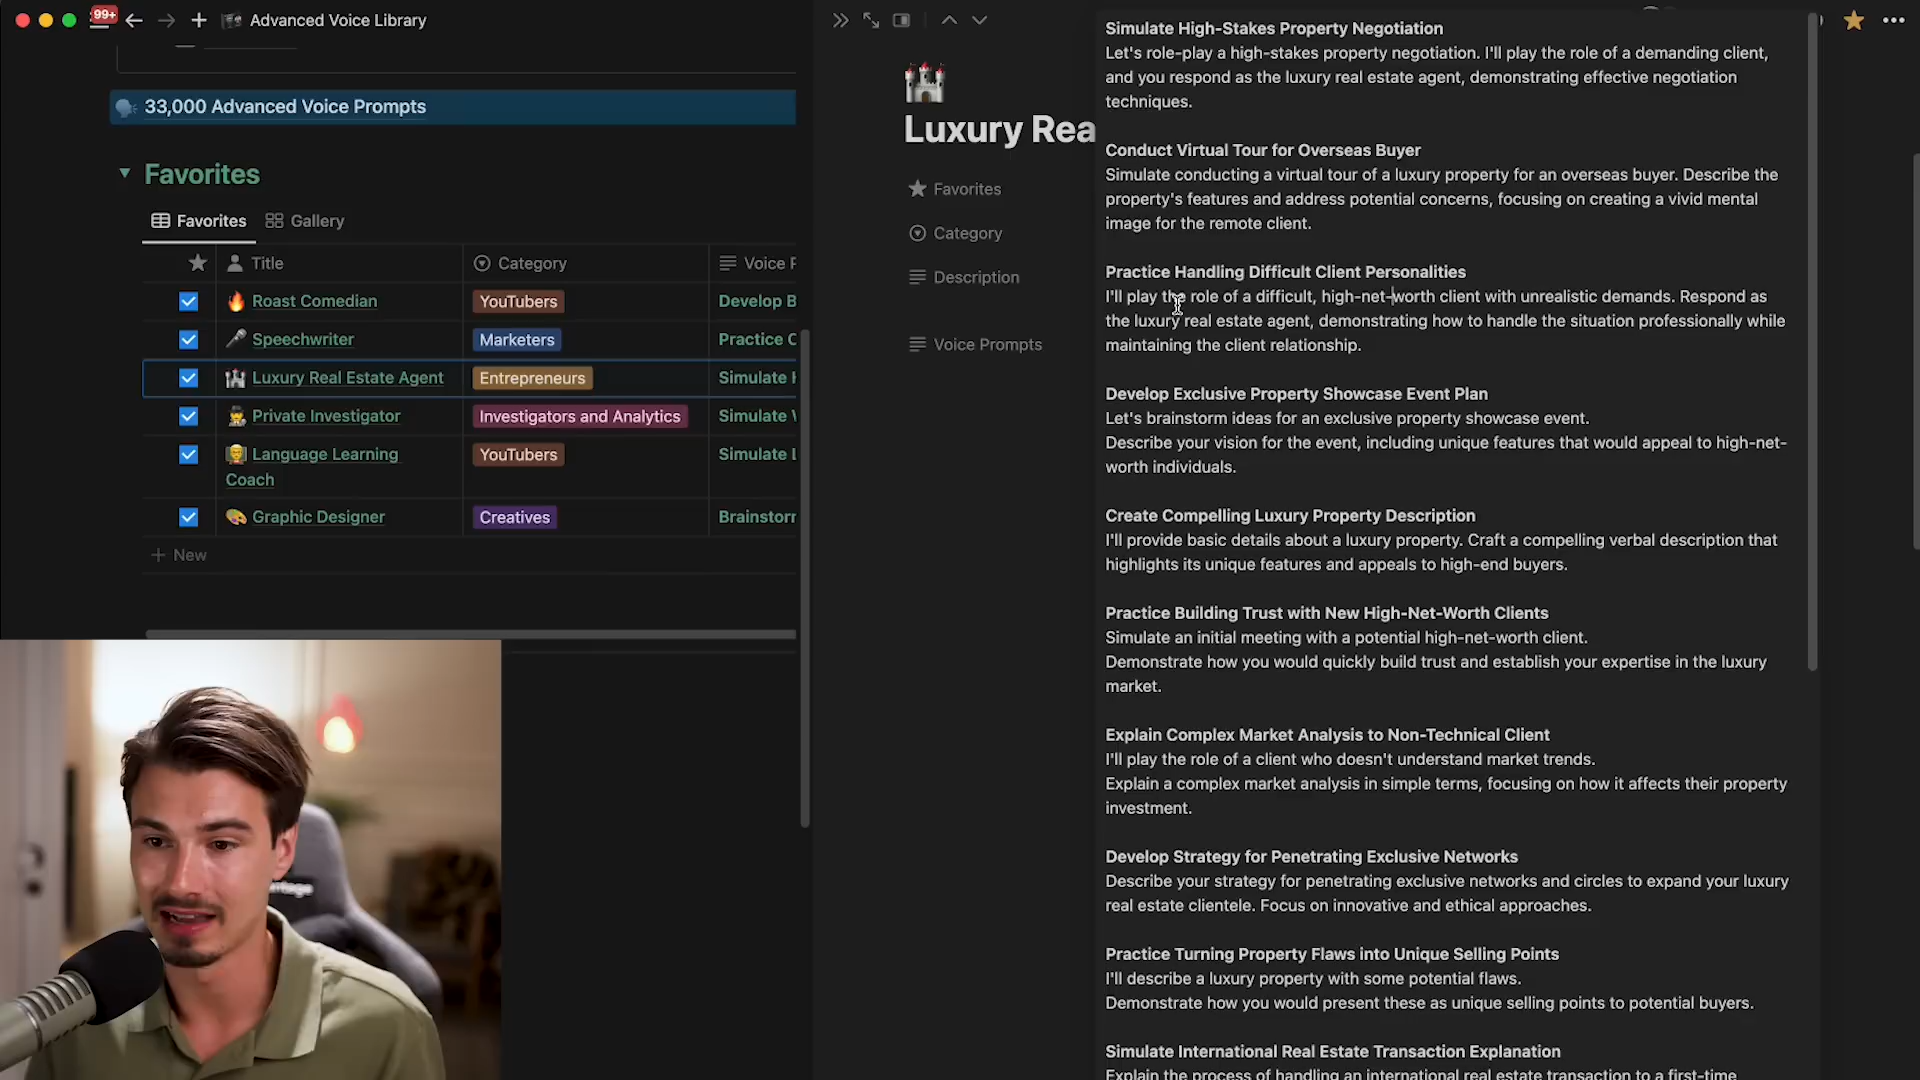 99+
Advanced Voice Library
33,000 Advanced Voice Prompts
Favorites
Favorites
Gallery
Title
Category
Voice P
Roast Comedian
YouTubers
Develop B
Speechwriter
Marketers
Practice C
Luxury Real Estate Agent
Entrepreneurs
Simulate H
Private Investigator
Investigators and Analytics
Simulate V
Language Learning
Coach
YouTubers
Simulate L
Graphic Designer
Creatives
Brainstorr
New
Luxury Rea
Favorites
Category
Description
Voice Prompts
Simulate High-Stakes Property Negotiation
Let's role-play a high-stakes property negotiation. I'll play the role of a demanding client,
and you respond as the luxury real estate agent, demonstrating effective negotiation
techniques.
Conduct Virtual Tour for Overseas Buyer
Simulate conducting a virtual tour of a luxury property for an overseas buyer. Describe the
property's features and address potential concerns, focusing on creating a vivid mental
image for the remote client.
Practice Handling Difficult Client Personalities
I'll play the role of a difficult, high-net-worth client with unrealistic demands. Respond as
the luxury real estate agent, demonstrating how to handle the situation professionally while
maintaining the client relationship.
Develop Exclusive Property Showcase Event Plan
Let's brainstorm ideas for an exclusive property showcase event.
Describe your vision for the event, including unique features that would appeal to high-net-
worth individuals.
Create Compelling Luxury Property Description
I'll provide basic details about a luxury property. Craft a compelling verbal description that
highlights its unique features and appeals to high-end buyers.
Practice Building Trust with New High-Net-Worth Clients
Simulate an initial meeting with a potential high-net-worth client.
Demonstrate how you would quickly build trust and establish your expertise in the luxury
market.
Explain Complex Market Analysis to Non-Technical Client
I'll play the role of a client who doesn't understand market trends.
Explain a complex market analysis in simple terms, focusing on how it affects their property
investment.
Develop Strategy for Penetrating Exclusive Networks
Describe your strategy for penetrating exclusive networks and circles to expand your luxury
real estate clientele. Focus on innovative and ethical approaches.
Practice Turning Property Flaws into Unique Selling Points
I'll describe a luxury property with some potential flaws.
Demonstrate how you would present these as unique selling points to potential buyers.
Simulate International Real Estate Transaction Explanation
Explain the process of handling an international real estate transaction to a first-time